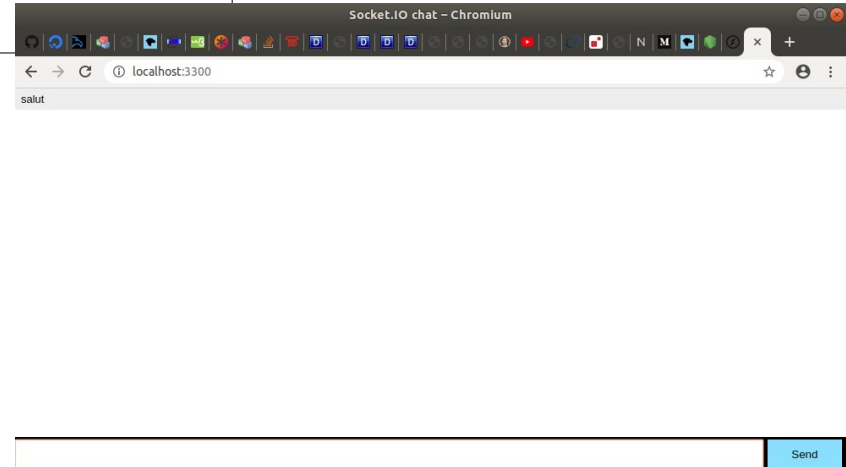 Socket.IO chat – Chromium
localhost:3300
salut
Send